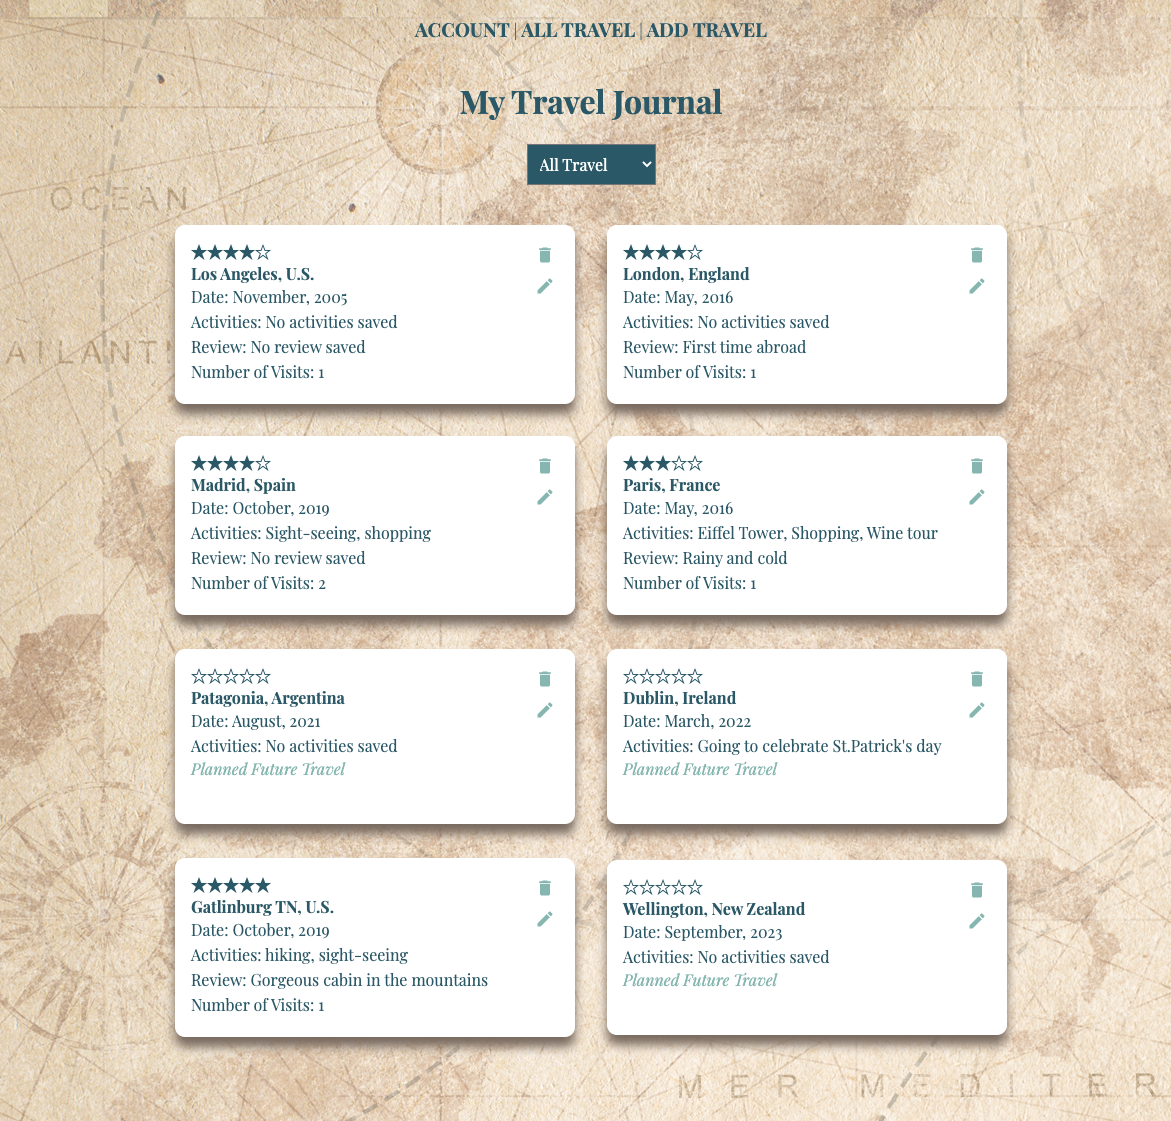 ACCOUNT | ALL TRAVEL | ADD TRAVEL
My Travel Journal
All Travel
OCEAN
ATLANTI
★★★★☆
Los Angeles, U.S.
Date: November, 2005
Activities: No activities saved
Review: No review saved
Number of Visits: 1
★★★★☆
London, England
Date: May, 2016
Activities: No activities saved
Review: First time abroad
Number of Visits: 1
★★★★☆
Madrid, Spain
Date: October, 2019
Activities: Sight-seeing, shopping
Review: No review saved
Number of Visits: 2
★★★☆☆
Paris, France
Date: May, 2016
Activities: Eiffel Tower, Shopping, Wine tour
Review: Rainy and cold
Number of Visits: 1
☆☆☆☆☆
Patagonia, Argentina
Date: August, 2021
Activities: No activities saved
Planned Future Travel
☆☆☆☆☆
Dublin, Ireland
Date: March, 2022
Activities: Going to celebrate St.Patrick's day
Planned Future Travel
★★★★★
Gatlinburg TN, U.S.
Date: October, 2019
Activities: hiking, sight-seeing
Review: Gorgeous cabin in the mountains
Number of Visits: 1
☆☆☆☆☆
Wellington, New Zealand
Date: September, 2023
Activities: No activities saved
Planned Future Travel
MER MEDITER